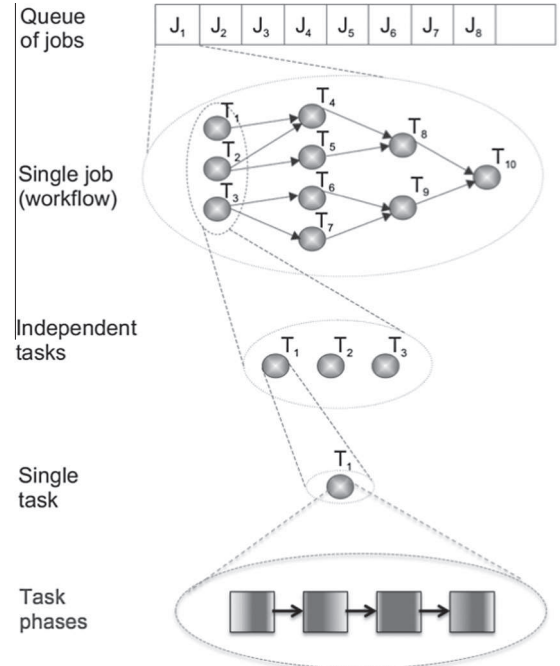 Queue
of jobs
J1 J2 J3 J4 J5 J6 J7 J8
Single job
(workflow)
T1
T2
T3
T4
T5
T6
T7
T8
T9
T10
Independent
tasks
T1 T2 T3
Single
task
T1
Task
phases